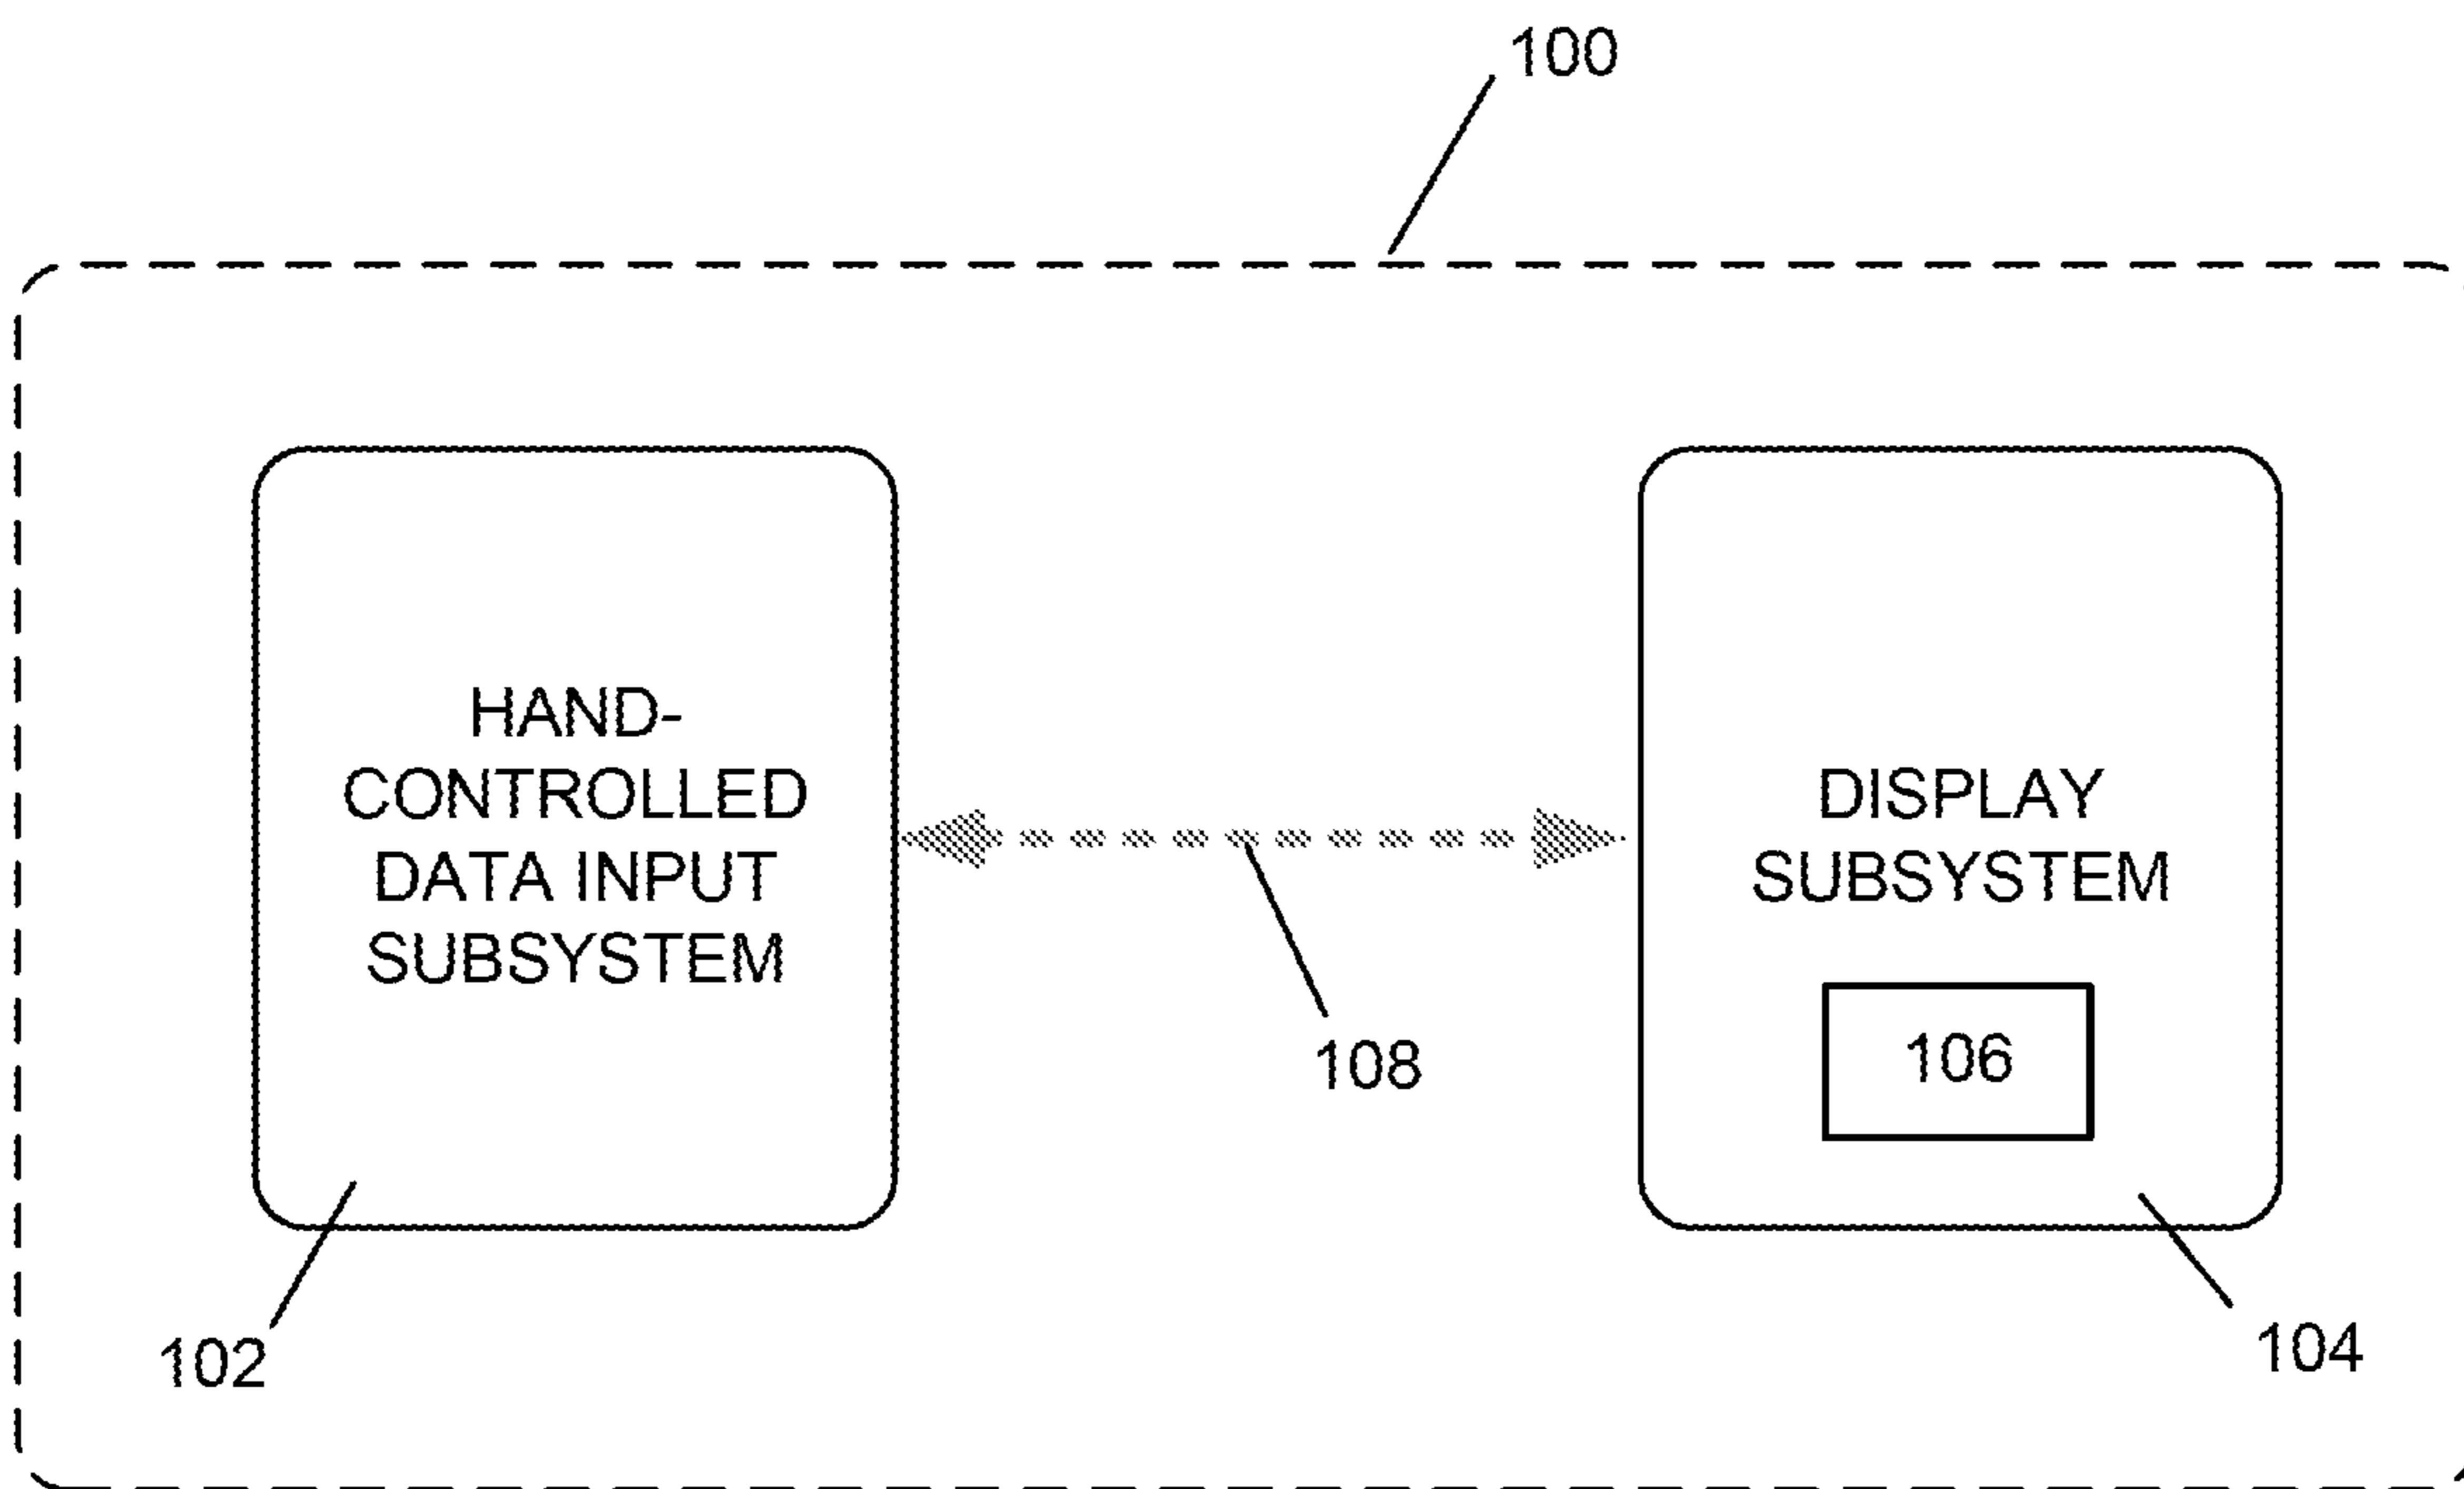 100
HAND-
CONTROLLED
DATA INPUT
SUBSYSTEM
DISPLAY
SUBSYSTEM
106
108
102
104